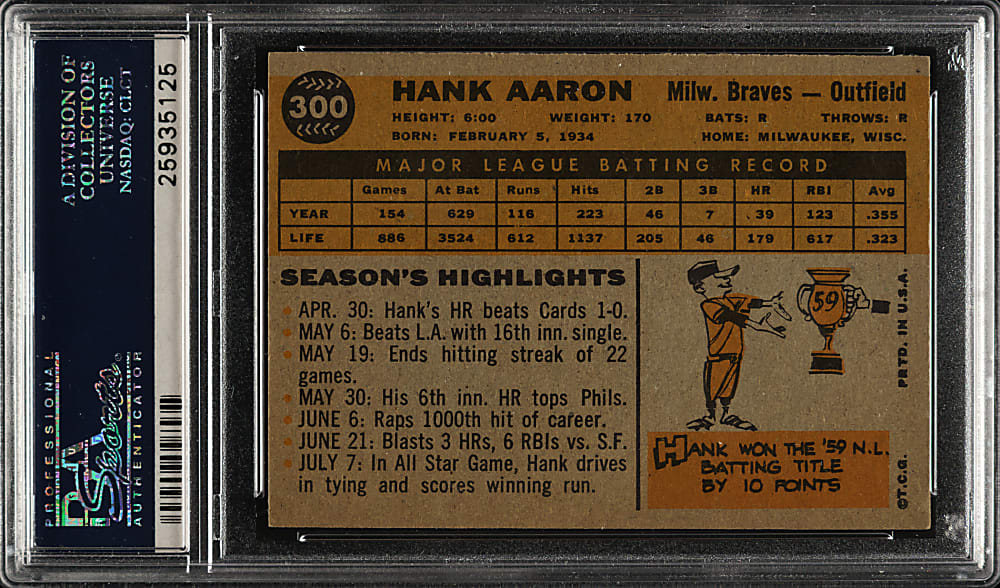 A DIVISION OF
COLLECTORS
UNIVERSE
NASDAQ: CLCT
25935125
PROFESSIONAL
PSA
Sports
AUTHENTICATOR
300
HANK AARON
Milw. Braves — Outfield
HEIGHT: 6:00 WEIGHT: 170 BATS: R THROWS: R
BORN: FEBRUARY 5, 1934 HOME: MILWAUKEE, WISC.
MAJOR LEAGUE BATTING RECORD
Games At Bat Runs Hits 2B 3B HR RBI Avg
YEAR 154 629 116 223 46 7 39 123 .355
LIFE 886 3524 612 1137 205 46 179 617 .323
SEASON'S HIGHLIGHTS
APR. 30: Hank's HR beats Cards 1-0.
MAY 6: Beats L.A. with 16th inn. single.
MAY 19: Ends hitting streak of 22
games.
MAY 30: His 6th inn. HR tops Phils.
JUNE 6: Raps 1000th hit of career.
JUNE 21: Blasts 3 HRs, 6 RBIs vs. S.F.
JULY 7: In All Star Game, Hank drives
in tying and scores winning run.
59
HANK WON THE '59 N.L.
BATTING TITLE
BY 10 POINTS
©T.C.G. PRTD. IN U.S.A.